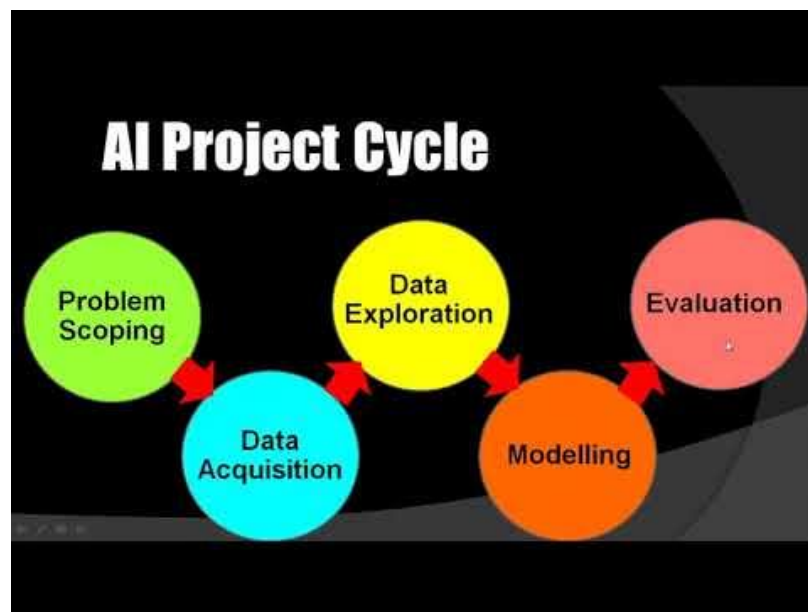 AI Project Cycle
Problem
Scoping
Data
Acquisition
Data
Exploration
Modelling
Evaluation